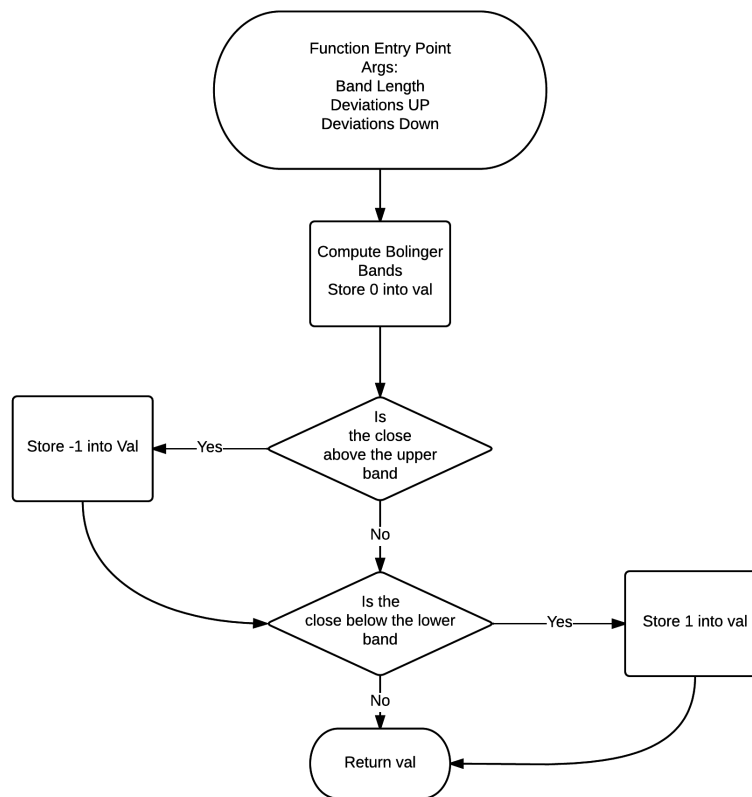 Function Entry Point
Args:
Band Length
Deviations UP
Deviations Down
Compute Bolinger
Bands
Store 0 into val
Is
the close
above the upper
band
Yes
Store -1 into Val
No
Is the
close below the lower
band
Yes
Store 1 into val
No
Return val